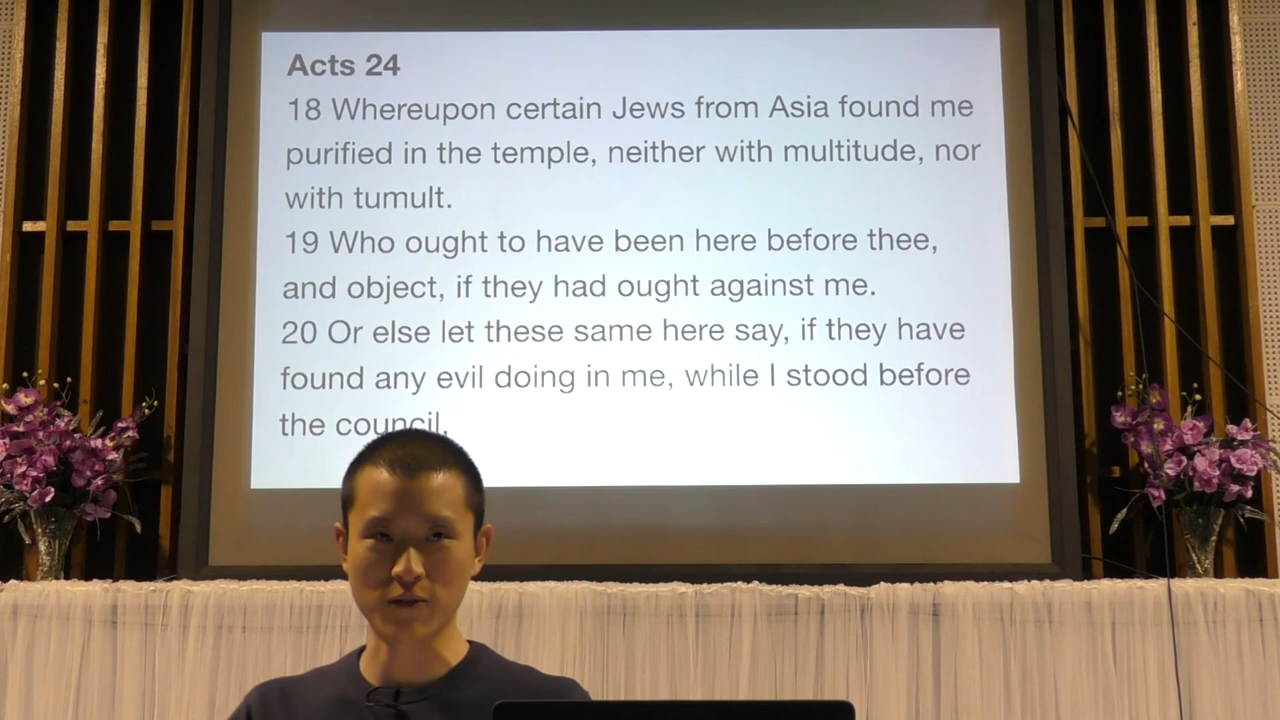 Acts 24
18 Whereupon certain Jews from Asia found me
purified in the temple, neither with multitude, nor
with tumult.
19 Who ought to have been here before thee,
and object, if they had ought against me.
20 Or else let these same here say, if they have
found any evil doing in me, while I stood before
the council.